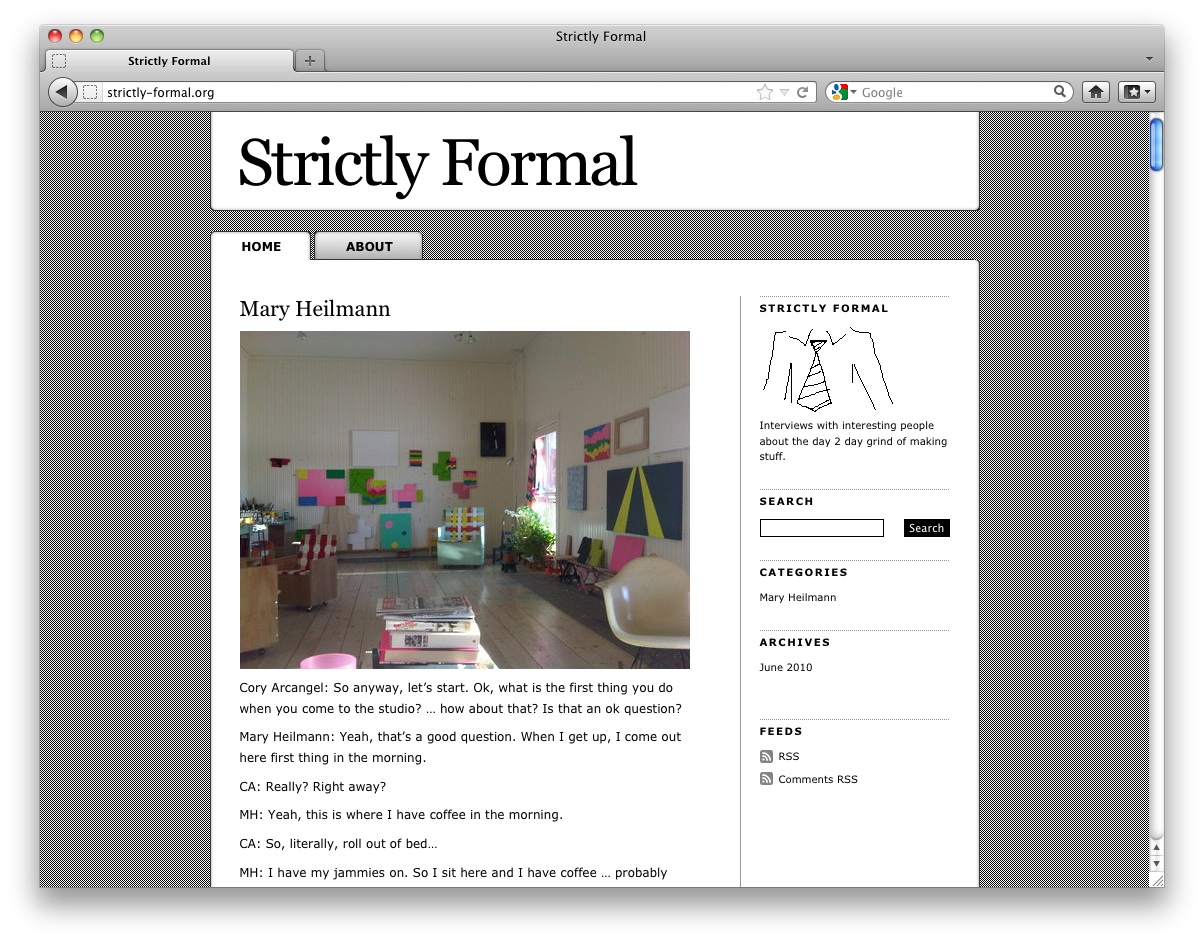 Strictly Formal
Strictly Formal
strictly-formal.org
Google
Strictly Formal
HOME
ABOUT
Mary Heilmann
Cory Arcangel: So anyway, let’s start. Ok, what is the first thing you do
when you come to the studio? … how about that? Is that an ok question?
Mary Heilmann: Yeah, that’s a good question. When I get up, I come out
here first thing in the morning.
CA: Really? Right away?
MH: Yeah, this is where I have coffee in the morning.
CA: So, literally, roll out of bed…
MH: I have my jammies on. So I sit here and I have coffee … probably
STRICTLY FORMAL
Interviews with interesting people
about the day 2 day grind of making
stuff.
SEARCH
Search
CATEGORIES
Mary Heilmann
ARCHIVES
June 2010
FEEDS
RSS
Comments RSS